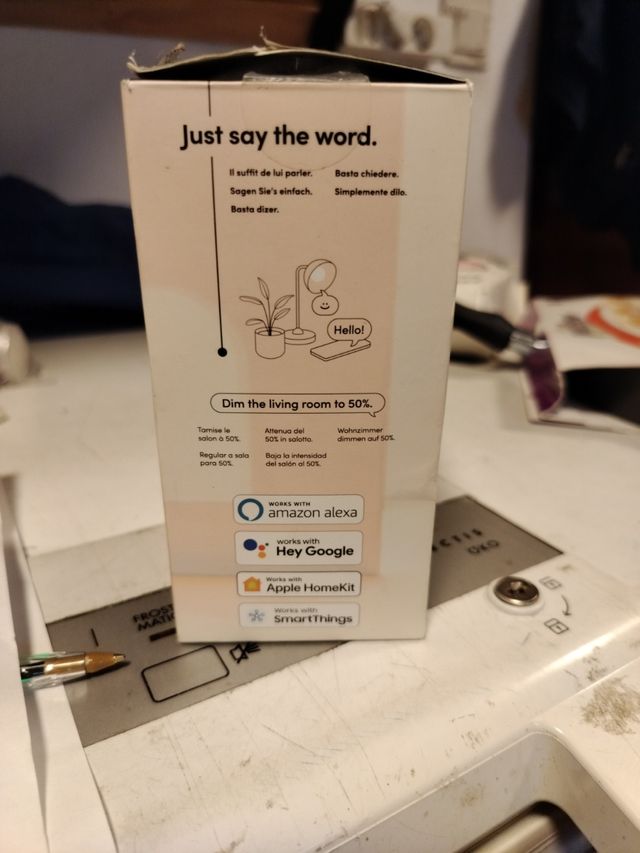 Just say the word.
Il suffit de lui parler.
Basta chiedere.
Sagen Sie's einfach.
Simplemente dilo.
Basta dizer.
Hello!
Dim the living room to 50%.
Tamise le
salon à 50%.
Attenua del
50% in salotto.
Wohnzimmer
dimmen auf 50%.
Regular a sala
para 50%.
Baja la intensidad
del salón al 50%.
WORKS WITH
amazon alexa
works with
Hey Google
Works with
Apple HomeKit
Works with
SmartThings
FROST
MATIC
ÖKO